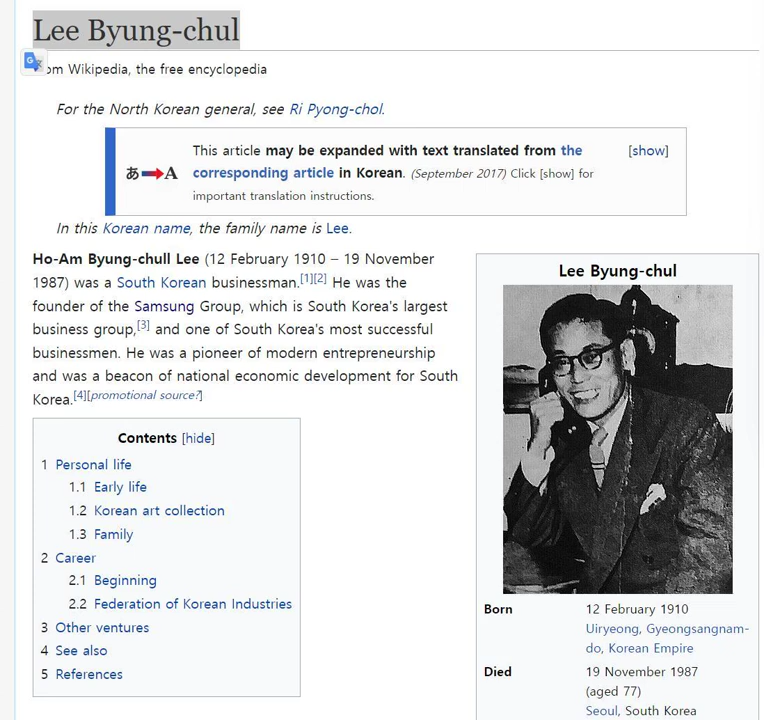 Lee Byung-chul
om Wikipedia, the free encyclopedia
For the North Korean general, see Ri Pyong-chol.
This article may be expanded with text translated from the
corresponding article in Korean. (September 2017) Click [show] for
important translation instructions.
[show]
あ A
In this Korean name, the family name is Lee.
Ho-Am Byung-chull Lee (12 February 1910 – 19 November
1987) was a South Korean businessman.[1][2] He was the
founder of the Samsung Group, which is South Korea's largest
business group,[3] and one of South Korea's most successful
businessmen. He was a pioneer of modern entrepreneurship
and was a beacon of national economic development for South
Korea.[4][promotional source?]
Contents [hide]
1 Personal life
1.1 Early life
1.2 Korean art collection
1.3 Family
2 Career
2.1 Beginning
2.2 Federation of Korean Industries
3 Other ventures
4 See also
5 References
Lee Byung-chul
Born 12 February 1910
Uiryeong, Gyeongsangnam-
do, Korean Empire
Died 19 November 1987
(aged 77)
Seoul, South Korea